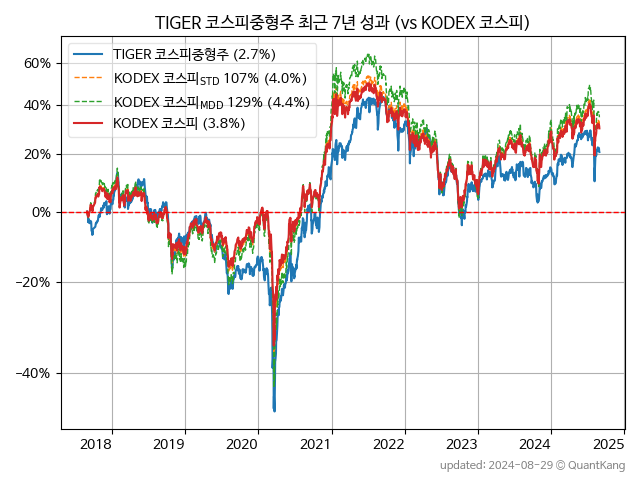 TIGER 코스피중형주 최근 7년 성과 (vs KODEX 코스피)
TIGER 코스피중형주 (2.7%)
KODEX 코스피STD 107% (4.0%)
KODEX 코스피MDD 129% (4.4%)
KODEX 코스피 (3.8%)
60%
40%
20%
0%
−20%
−40%
2018 2019 2020 2021 2022 2023 2024 2025
updated: 2024-08-29 © QuantKang